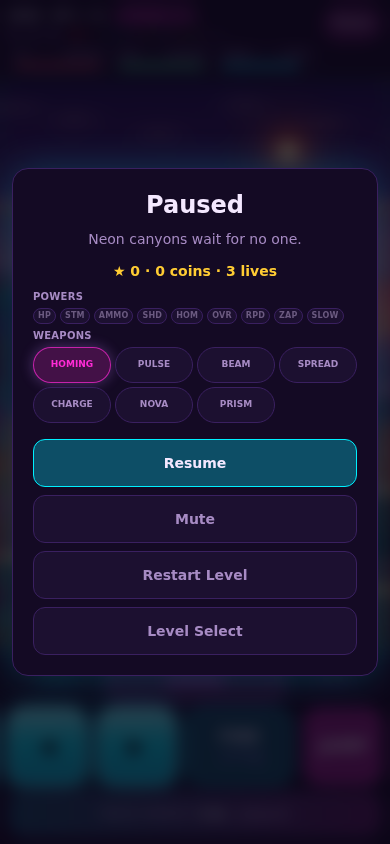 Paused
Neon canyons wait for no one.
★ 0 · 0 coins · 3 lives
POWERS
HP STM AMMO SHD HOM OVR RPD ZAP SLOW
WEAPONS
HOMING PULSE BEAM SPREAD
CHARGE NOVA PRISM
Resume
Mute
Restart Level
Level Select